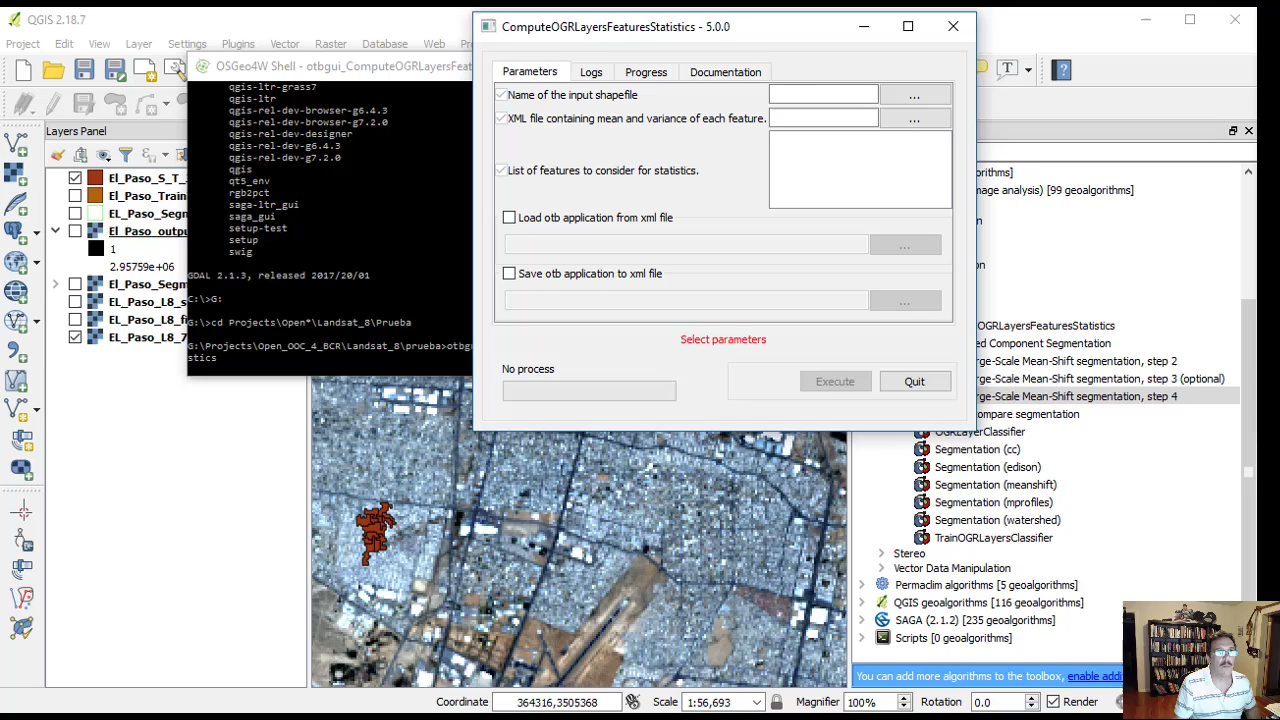 QGIS 2.18.7
Project Edit View Layer Settings Plugins Vector Raster Database Web
OSGeo4W Shell - otbgui_ComputeOGRLayersFeat
qgis-ltr-grass7
qgis-ltr
qgis-rel-dev-browser-g6.4.3
qgis-rel-dev-browser-g7.2.0
qgis-rel-dev-designer
qgis-rel-dev-g6.4.3
qgis-rel-dev-g7.2.0
qgis
qt5_env
rgb2pct
saga-ltr_gui
saga_gui
setup-test
setup
swig
GDAL 2.1.3, released 2017/20/01
C:\>G:
G:\>cd Projects\Open*\Landsat_8\Prueba
G:\Projects\Open_OOC_4_BCR\Landsat_8\prueba>otbg
stics
Layers Panel
El_Paso_S_T_
El_Paso_Train
EL_Paso_Seg
El_Paso_outp
1
2.95759e+06
El_Paso_Seg
EL_Paso_L8_s
EL_Paso_L8_fi
EL_Paso_L8_7
ComputeOGRLayersFeaturesStatistics - 5.0.0
Parameters Logs Progress Documentation
Name of the input shapefile ...
XML file containing mean and variance of each feature. ...
List of features to consider for statistics.
Load otb application from xml file
...
Save otb application to xml file
...
Select parameters
No process
Execute Quit
T
lgorithms]
mage analysis) [99 geoalgorithms]
on
OGRLayersFeaturesStatistics
ed Component Segmentation
rge-Scale Mean-Shift segmentation, step 2
rge-Scale Mean-Shift segmentation, step 3 (optional)
rge-Scale Mean-Shift segmentation, step 4
ompare segmentation
OGRLayerClassifier
Segmentation (cc)
Segmentation (edison)
Segmentation (meanshift)
Segmentation (mprofiles)
Segmentation (watershed)
TrainOGRLayersClassifier
Stereo
Vector Data Manipulation
Permaclim algorithms [5 geoalgorithms]
QGIS geoalgorithms [116 geoalgorithms]
SAGA (2.1.2) [235 geoalgorithms]
Scripts [0 geoalgorithms]
You can add more algorithms to the toolbox, enable addi
Coordinate 364316,3505368 Scale 1:56,693 Magnifier 100% Rotation 0.0 Render